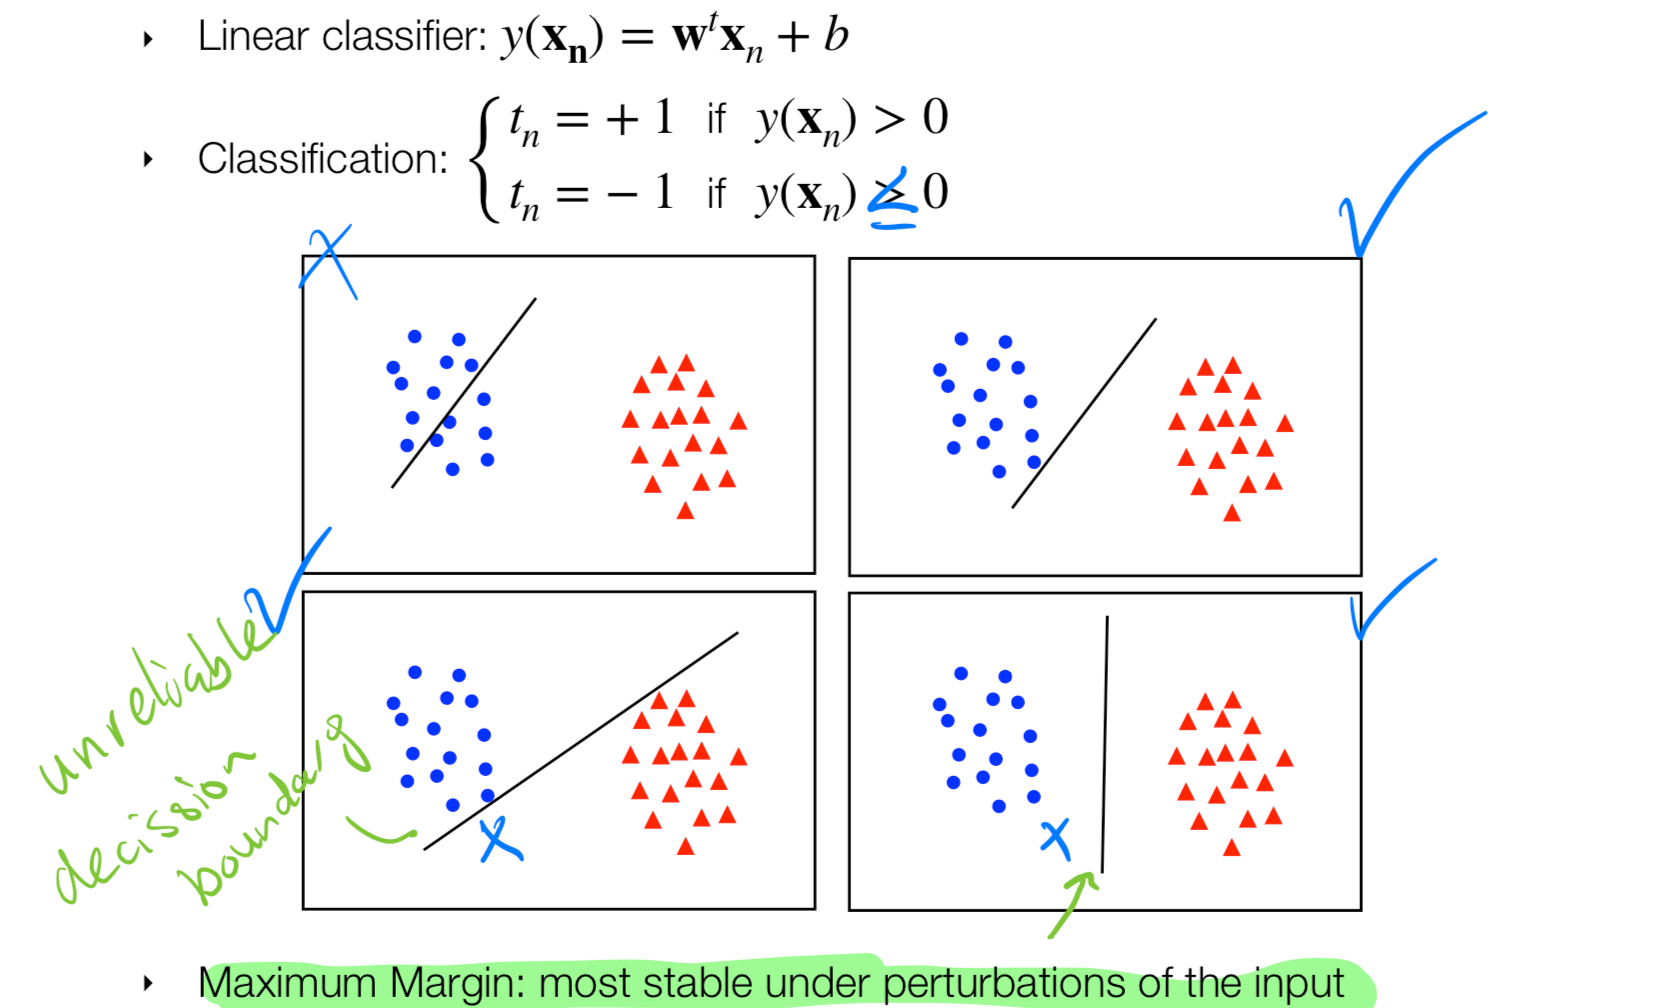 ‣ Linear classifier: y(xₙ) = wᵗxₙ + b
‣ Classification: { tₙ = + 1 if y(xₙ) > 0
tₙ = − 1 if y(xₙ) ≤ 0
unreliable
decission
boundary
‣ Maximum Margin: most stable under perturbations of the input